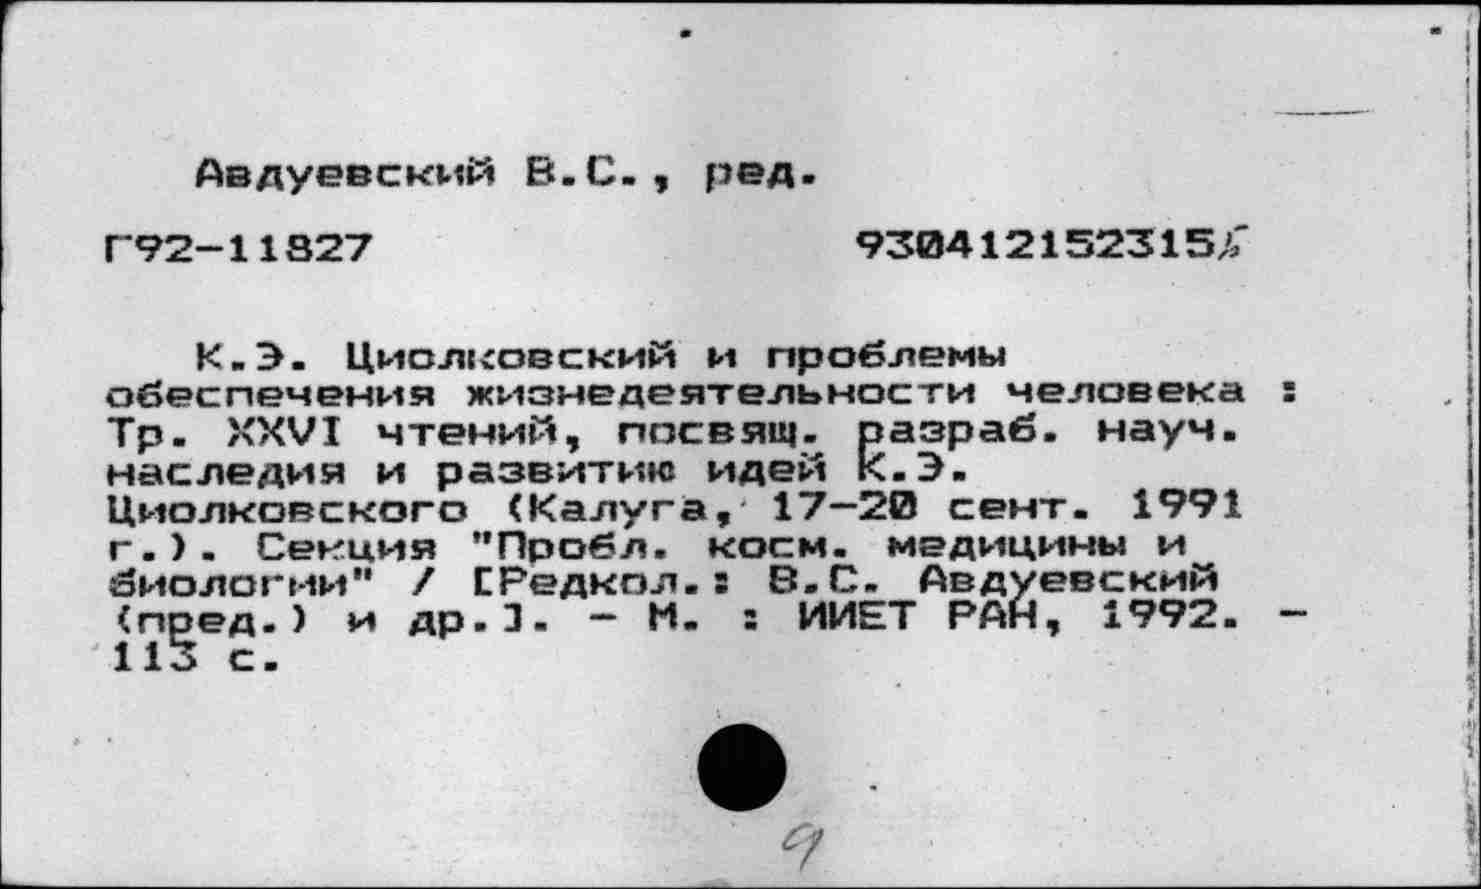 Авдуевский В.С., ред.
Г92-11827 930412152315
К.Э. Циолковский и проблемы
обеспечения жизнедеятельности человека :
Тр. XXVI чтений, посвящ. разраб. науч.
наследия и развитию идей К.Э.
Циолковского (Калуга, 17-20 сент. 1991
г.). Секция "Пробл. косм. медицины и
биологии" / [Редкол.: В.С. Авдуевский
(пред.) и др.]. - М. : ИИЕТ РАН, 1992. -
113 с.
9